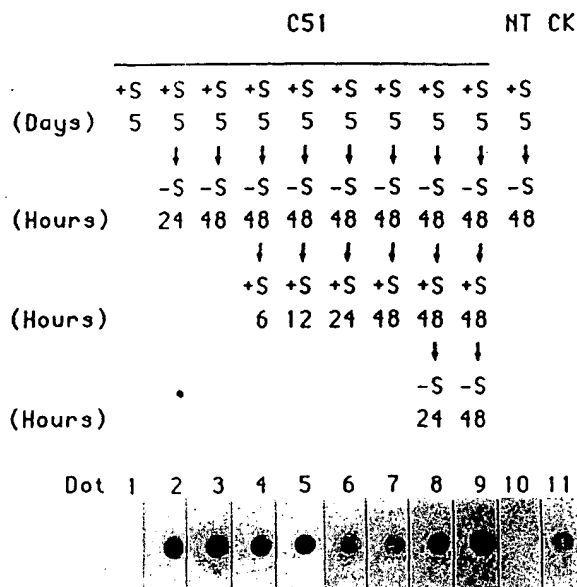 C51 NT CK
+S +S +S +S +S +S +S +S +S +S
(Days) 5 5 5 5 5 5 5 5 5 5
↓ ↓ ↓ ↓ ↓ ↓ ↓ ↓ ↓
-S -S -S -S -S -S -S -S -S
(Hours) 24 48 48 48 48 48 48 48 48
↓ ↓ ↓ ↓ ↓ ↓
+S +S +S +S +S +S
(Hours) 6 12 24 48 48 48
↓ ↓
-S -S
(Hours) 24 48
Dot 1 2 3 4 5 6 7 8 9 10 11